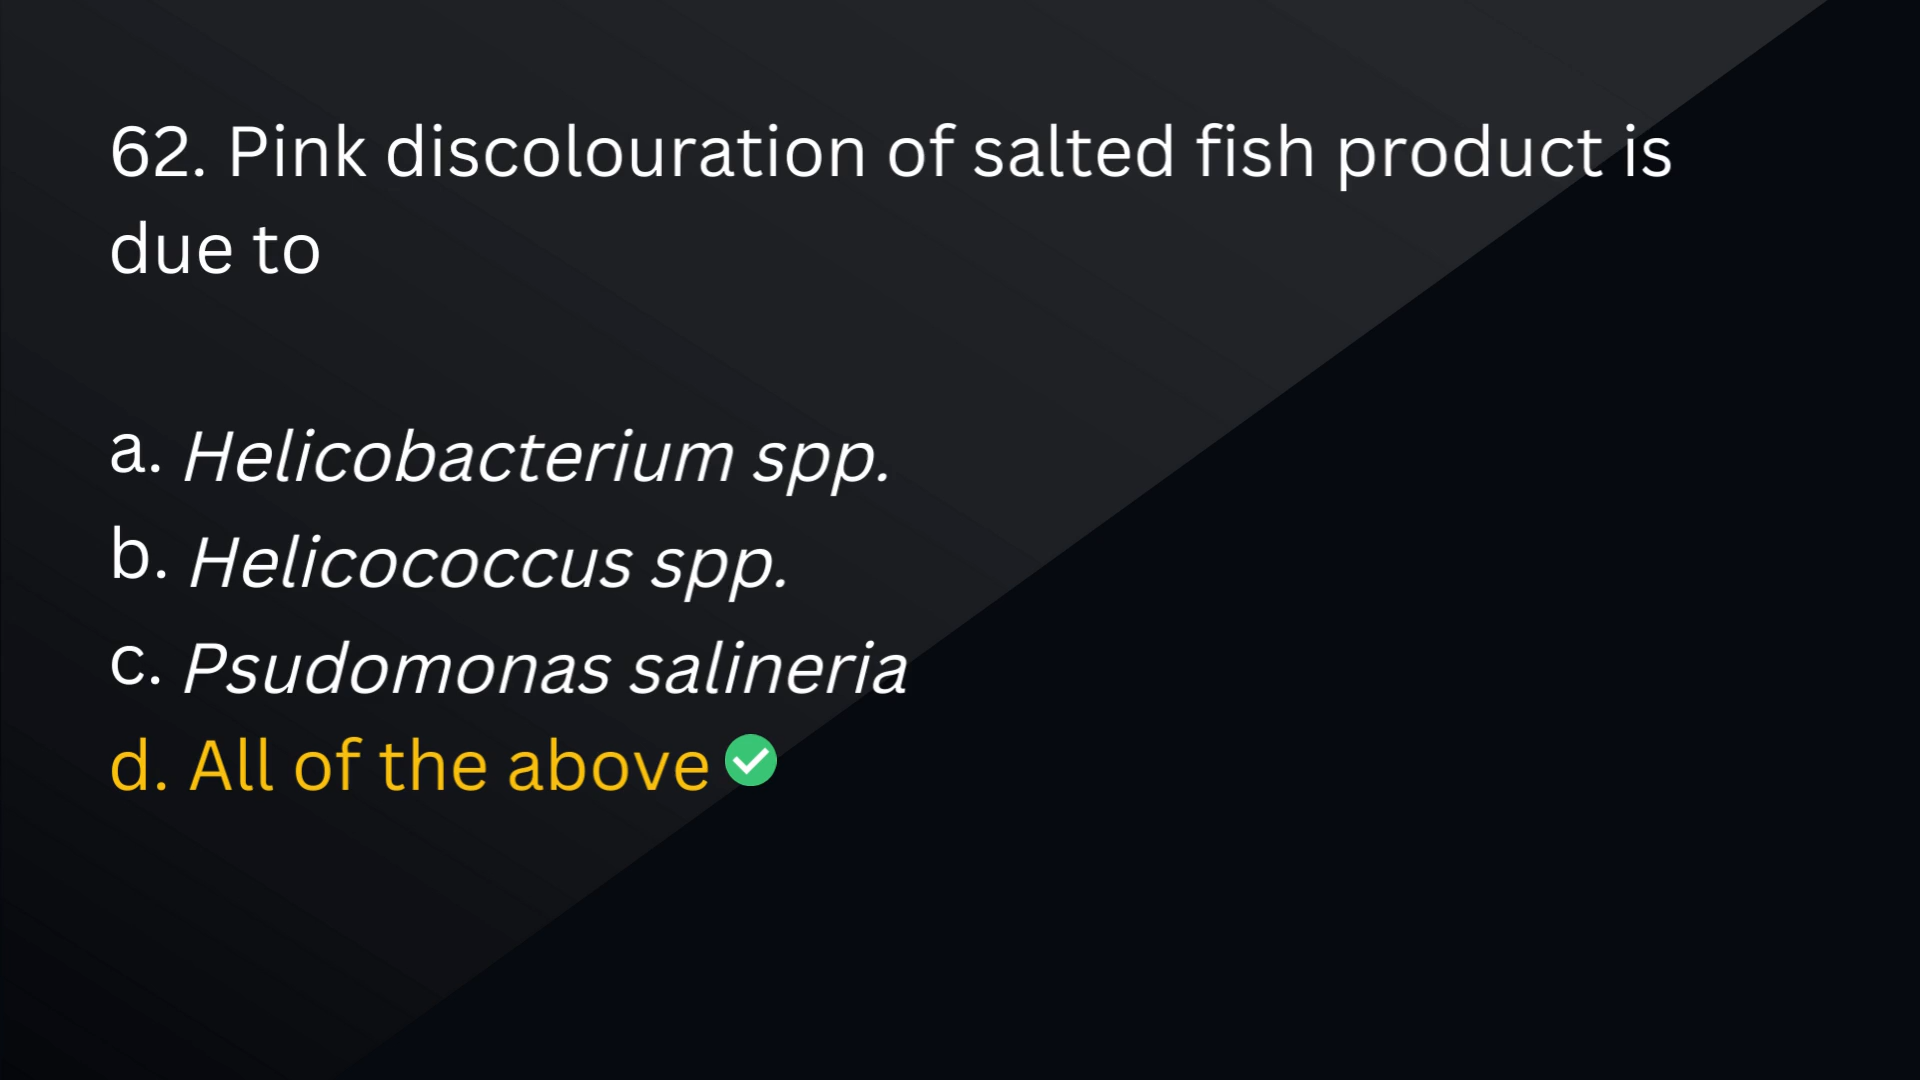 62. Pink discolouration of salted fish product is
due to
a. Helicobacterium spp.
b. Helicococcus spp.
c. Psudomonas salineria
d. All of the above